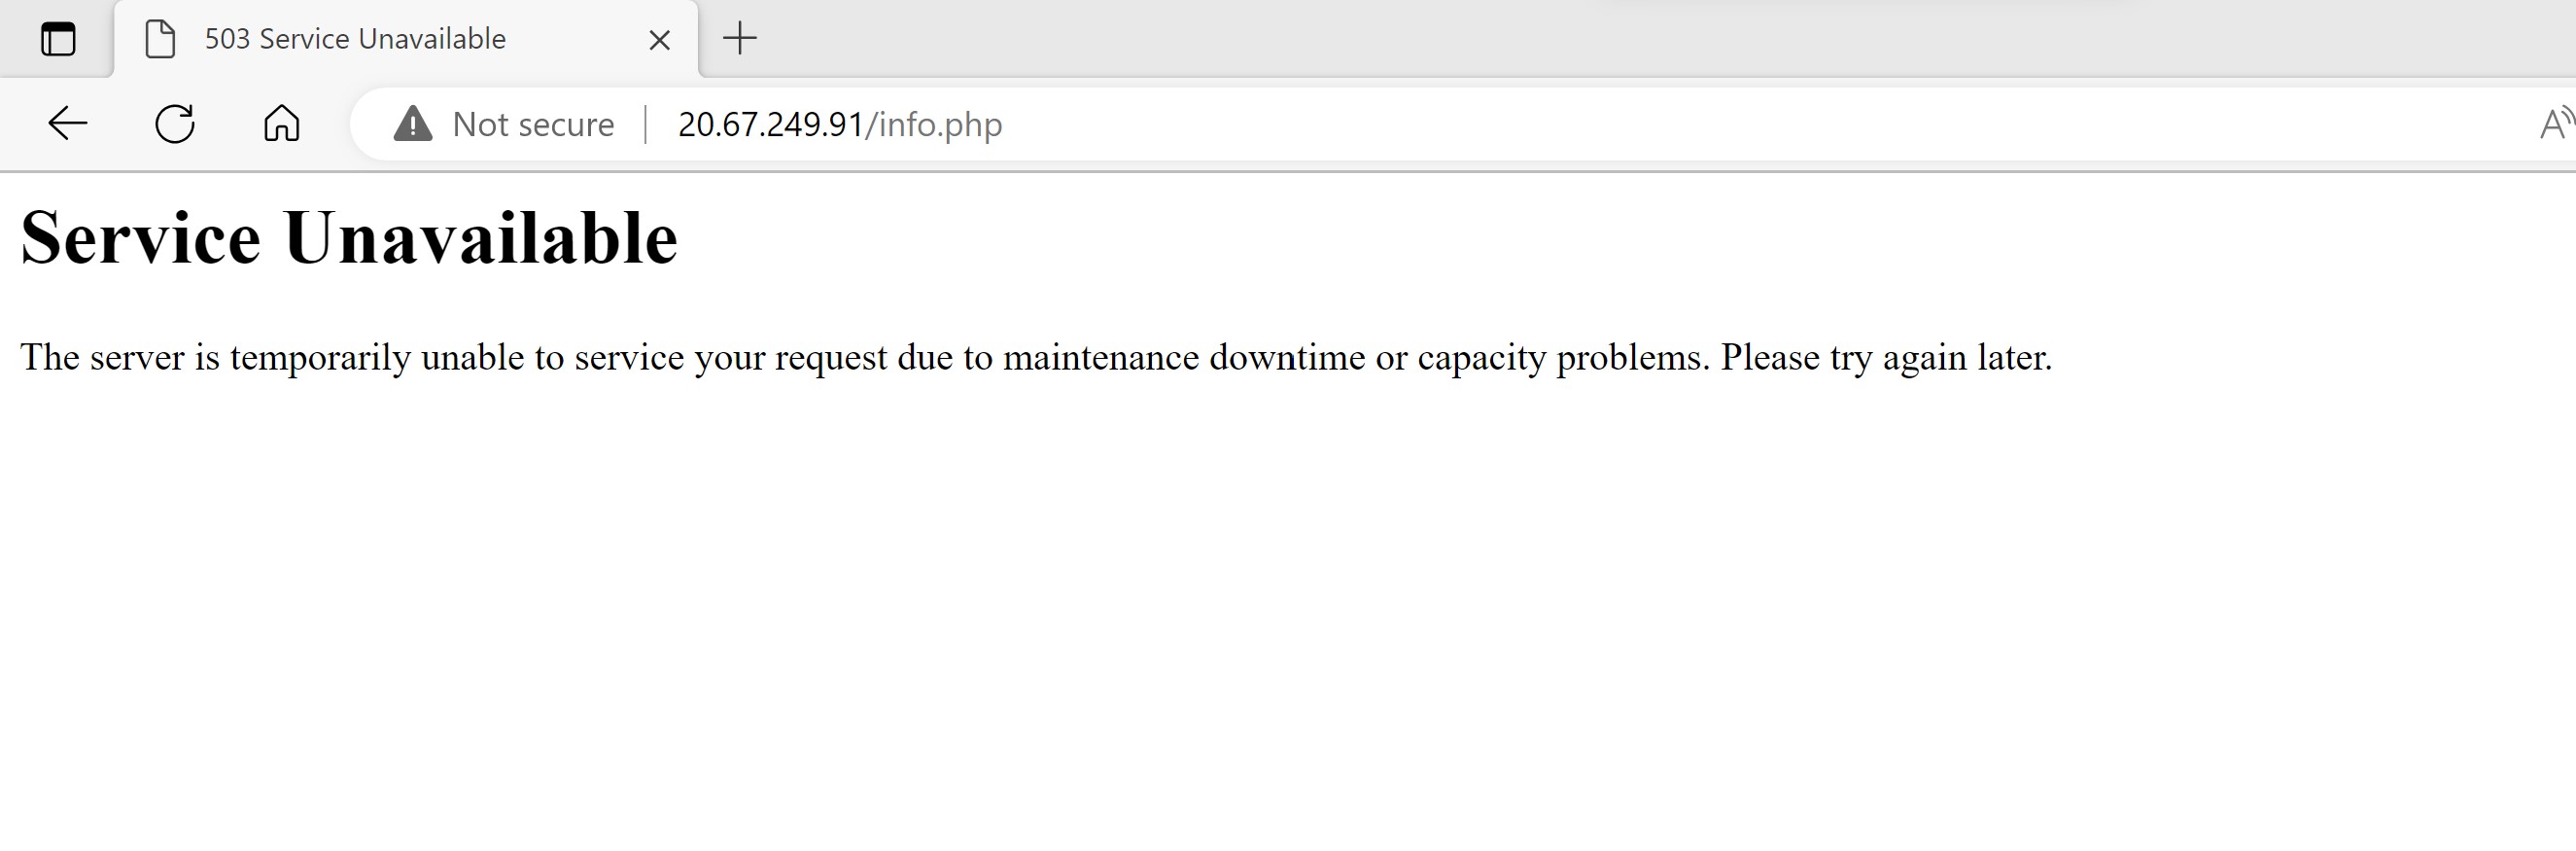 503 Service Unavailable
Not secure 20.67.249.91/info.php
Service Unavailable
The server is temporarily unable to service your request due to maintenance downtime or capacity problems. Please try again later.